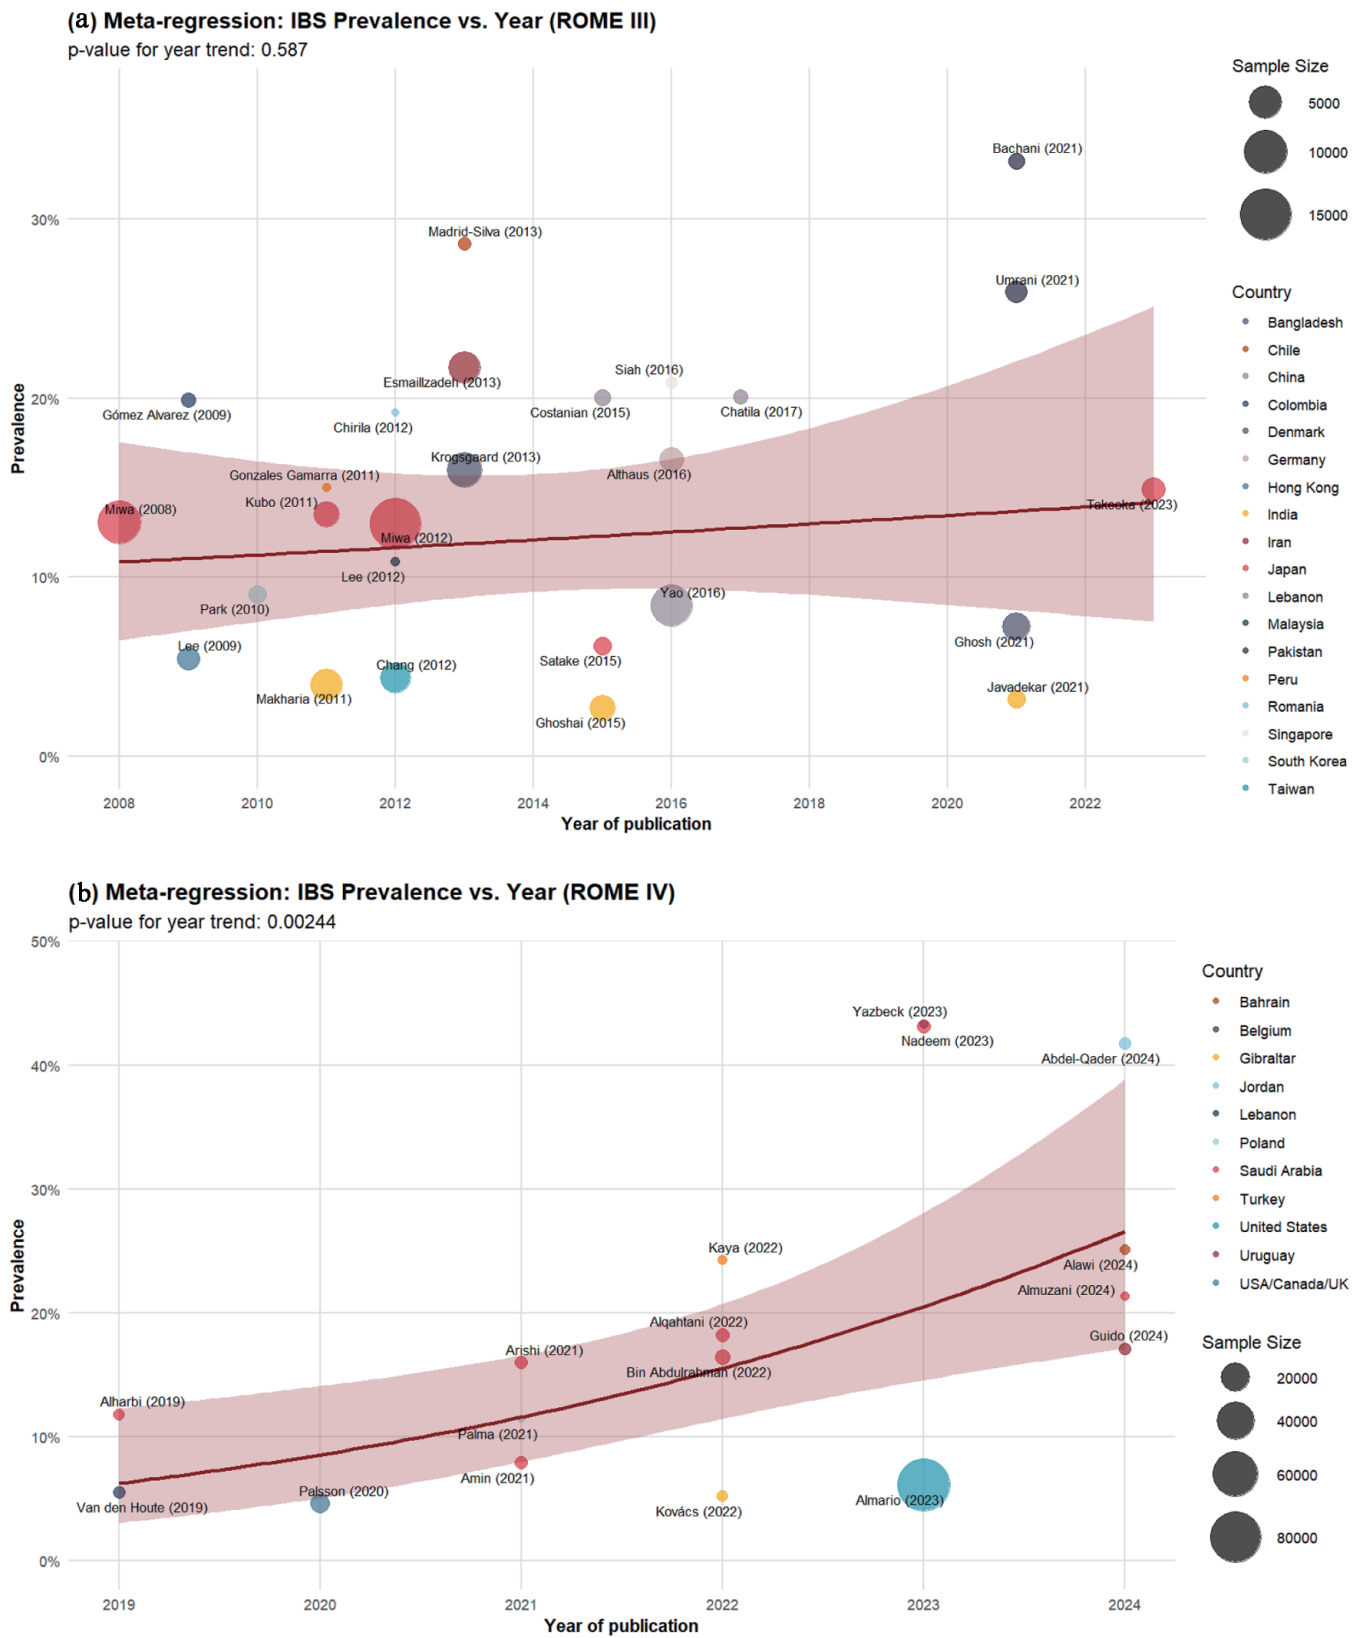 (a) Meta-regression: IBS Prevalence vs. Year (ROME III)
p-value for year trend: 0.587
Prevalence
30%
20%
10%
0%
Bachani (2021)
Madrid-Silva (2013)
Umrani (2021)
Siah (2016)
Esmaillzadeh (2013)
Gómez Alvarez (2009)
Costanian (2015)
Chatila (2017)
Chirila (2012)
Krogsgaard (2013)
Gonzales Gamarra (2011)
Althaus (2016)
Kubo (2011)
Miwa (2008)
Takeoka (2023)
Miwa (2012)
Lee (2012)
Yao (2016)
Park (2010)
Ghosh (2021)
Lee (2009)
Satake (2015)
Chang (2012)
Javadekar (2021)
Makharia (2011)
Ghoshai (2015)
2008
2010
2012
2014
2016
2018
2020
2022
Year of publication
Sample Size
5000
10000
15000
Country
Bangladesh
Chile
China
Colombia
Denmark
Germany
Hong Kong
India
Iran
Japan
Lebanon
Malaysia
Pakistan
Peru
Romania
Singapore
South Korea
Taiwan
(b) Meta-regression: IBS Prevalence vs. Year (ROME IV)
p-value for year trend: 0.00244
Prevalence
50%
40%
30%
20%
10%
0%
Yazbeck (2023)
Nadeem (2023)
Abdel-Qader (2024)
Kaya (2022)
Alawi (2024)
Almuzani (2024)
Alqahtani (2022)
Guido (2024)
Arishi (2021)
Bin Abdulrahman (2022)
Alharbi (2019)
Palma (2021)
Amin (2021)
Palsson (2020)
Almario (2023)
Van den Houte (2019)
Kovács (2022)
2019
2020
2021
2022
2023
2024
Year of publication
Country
Bahrain
Belgium
Gibraltar
Jordan
Lebanon
Poland
Saudi Arabia
Turkey
United States
Uruguay
USA/Canada/UK
Sample Size
20000
40000
60000
80000